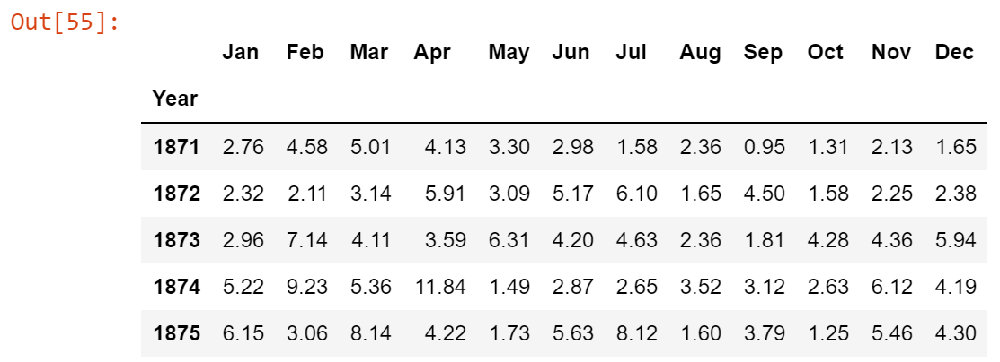 Out[55]:
Jan Feb Mar Apr May Jun Jul Aug Sep Oct Nov Dec
Year
1871 2.76 4.58 5.01 4.13 3.30 2.98 1.58 2.36 0.95 1.31 2.13 1.65
1872 2.32 2.11 3.14 5.91 3.09 5.17 6.10 1.65 4.50 1.58 2.25 2.38
1873 2.96 7.14 4.11 3.59 6.31 4.20 4.63 2.36 1.81 4.28 4.36 5.94
1874 5.22 9.23 5.36 11.84 1.49 2.87 2.65 3.52 3.12 2.63 6.12 4.19
1875 6.15 3.06 8.14 4.22 1.73 5.63 8.12 1.60 3.79 1.25 5.46 4.30